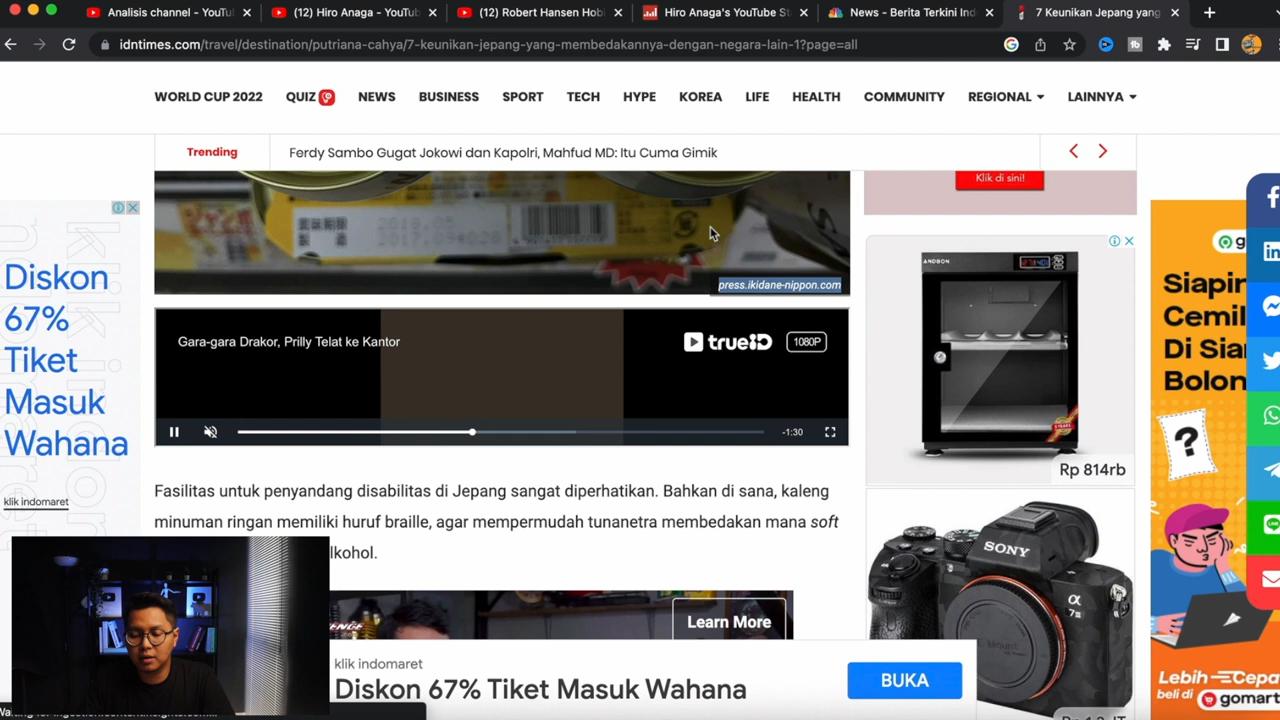 Analisis channel - YouTu
(12) Hiro Anaga - YouTub
(12) Robert Hansen Hobi
Hiro Anaga's YouTube St
News - Berita Terkini Ind
7 Keunikan Jepang yang
idntimes.com/travel/destination/putriana-cahya/7-keunikan-jepang-yang-membedakannya-dengan-negara-lain-1?page=all
WORLD CUP 2022
QUIZ
NEWS
BUSINESS
SPORT
TECH
HYPE
KOREA
LIFE
HEALTH
COMMUNITY
REGIONAL
LAINNYA
Trending
Ferdy Sambo Gugat Jokowi dan Kapolri, Mahfud MD: Itu Cuma Gimik
Klik di sini!
press.ikidane-nippon.com
Diskon
67%
Tiket
Masuk
Wahana
klik indomaret
Gara-gara Drakor, Prilly Telat ke Kantor
trueID
1080P
-1:30
ANDBON
Rp 814rb
SONY
α
7
Siapin
Cemil
Di Sia
Bolon
?
Lebih Cepa
beli di gomart
Fasilitas untuk penyandang disabilitas di Jepang sangat diperhatikan. Bahkan di sana, kaleng
minuman ringan memiliki huruf braille, agar mempermudah tunanetra membedakan mana soft
lkohol.
Learn More
klik indomaret
Diskon 67% Tiket Masuk Wahana
BUKA